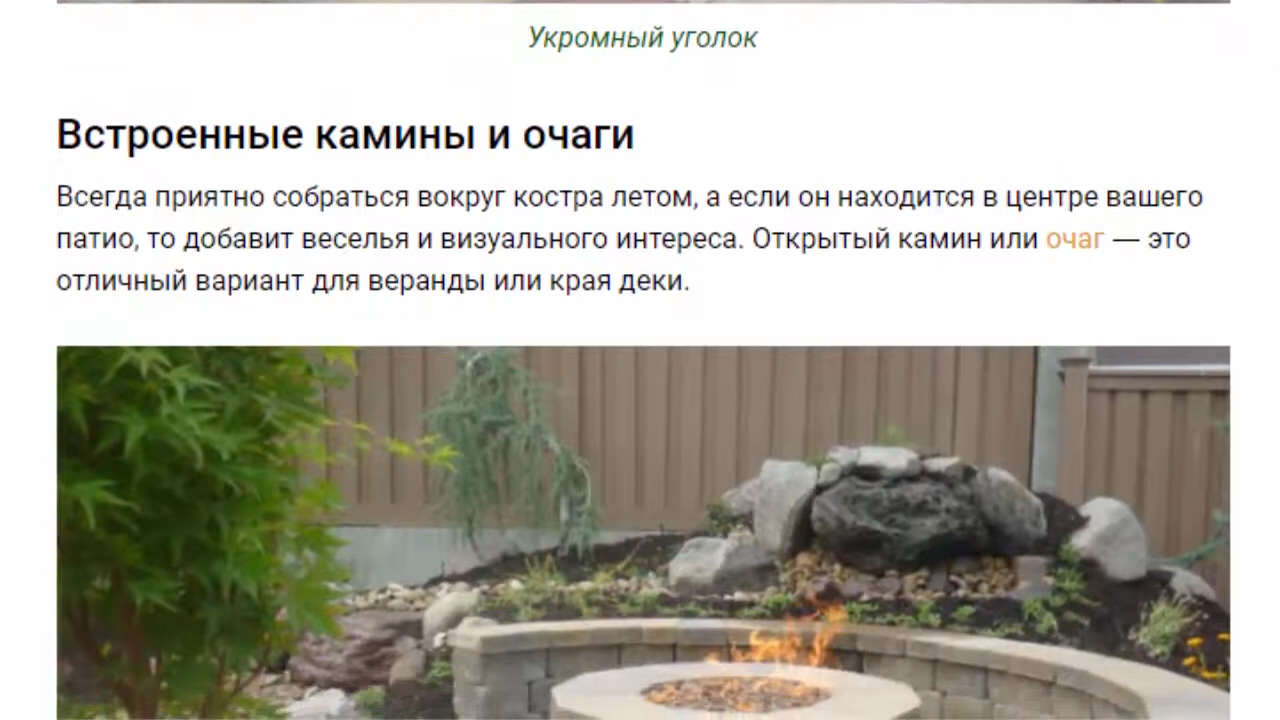 Укромный уголок
Встроенные камины и очаги
Всегда приятно собраться вокруг костра летом, а если он находится в центре вашего
патио, то добавит веселья и визуального интереса. Открытый камин или очаг — это
отличный вариант для веранды или края деки.